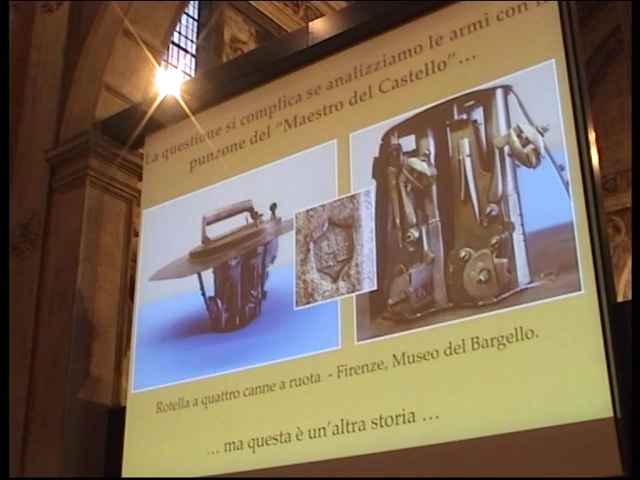 La questione si complica se analizziamo le armi con
punzone del "Maestro del Castello"...
Rotella a quattro canne a ruota - Firenze, Museo del Bargello.
... ma questa è un'altra storia ...